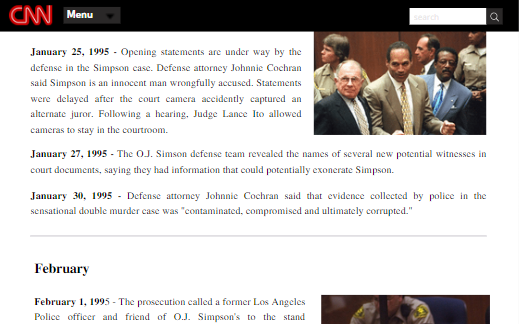 CNN
Menu
search
January 25, 1995 - Opening statements are under way by the
defense in the Simpson case. Defense attorney Johnnie Cochran
said Simpson is an innocent man wrongfully accused. Statements
were delayed after the court camera accidently captured an
alternate juror. Following a hearing, Judge Lance Ito allowed
cameras to stay in the courtroom.
January 27, 1995 - The O.J. Simson defense team revealed the names of several new potential witnesses in
court documents, saying they had information that could potentially exonerate Simpson.
January 30, 1995 - Defense attorney Johnnie Cochran said that evidence collected by police in the
sensational double murder case was "contaminated, compromised and ultimately corrupted."
February
February 1, 1995 - The prosecution called a former Los Angeles
Police officer and friend of O.J. Simpson's to the stand